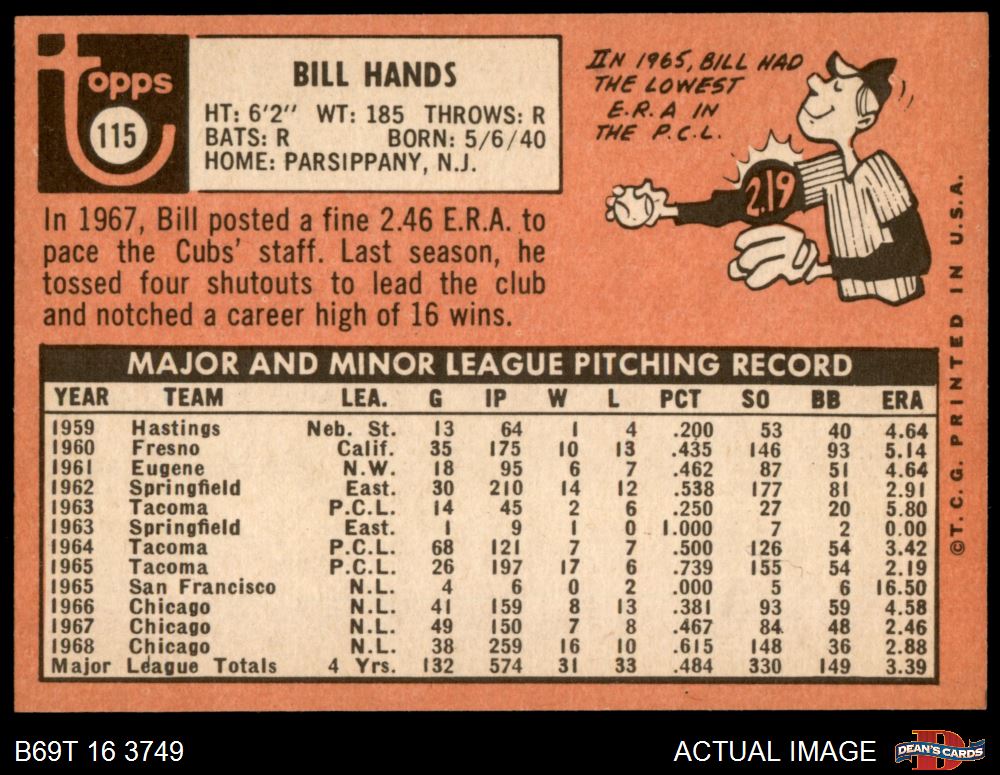 Topps
115
BILL HANDS
HT: 6'2" WT: 185 THROWS: R
BATS: R BORN: 5/6/40
HOME: PARSIPPANY, N.J.
IN 1965, BILL HAD
THE LOWEST
E.R.A IN
THE P.C.L.
2.19
In 1967, Bill posted a fine 2.46 E.R.A. to
pace the Cubs' staff. Last season, he
tossed four shutouts to lead the club
and notched a career high of 16 wins.
MAJOR AND MINOR LEAGUE PITCHING RECORD
YEAR TEAM LEA. G IP W L PCT SO BB ERA
1959 Hastings Neb. St. 13 64 1 4 .200 53 40 4.64
1960 Fresno Calif. 35 175 10 13 .435 146 93 5.14
1961 Eugene N.W. 18 95 6 7 .462 87 51 4.64
1962 Springfield East. 30 210 14 12 .538 177 81 2.91
1963 Tacoma P.C.L. 14 45 2 6 .250 27 20 5.80
1963 Springfield East. 1 9 1 0 1.000 7 2 0.00
1964 Tacoma P.C.L. 68 121 7 7 .500 126 54 3.42
1965 Tacoma P.C.L. 26 197 17 6 .739 155 54 2.19
1965 San Francisco N.L. 4 6 0 2 .000 5 6 16.50
1966 Chicago N.L. 41 159 8 13 .381 93 59 4.58
1967 Chicago N.L. 49 150 7 8 .467 84 48 2.46
1968 Chicago N.L. 38 259 16 10 .615 148 36 2.88
Major League Totals 4 Yrs. 132 574 31 33 .484 330 149 3.39
©T.C.G. PRINTED IN U.S.A.
B69T 16 3749
ACTUAL IMAGE
DEAN'S CARDS